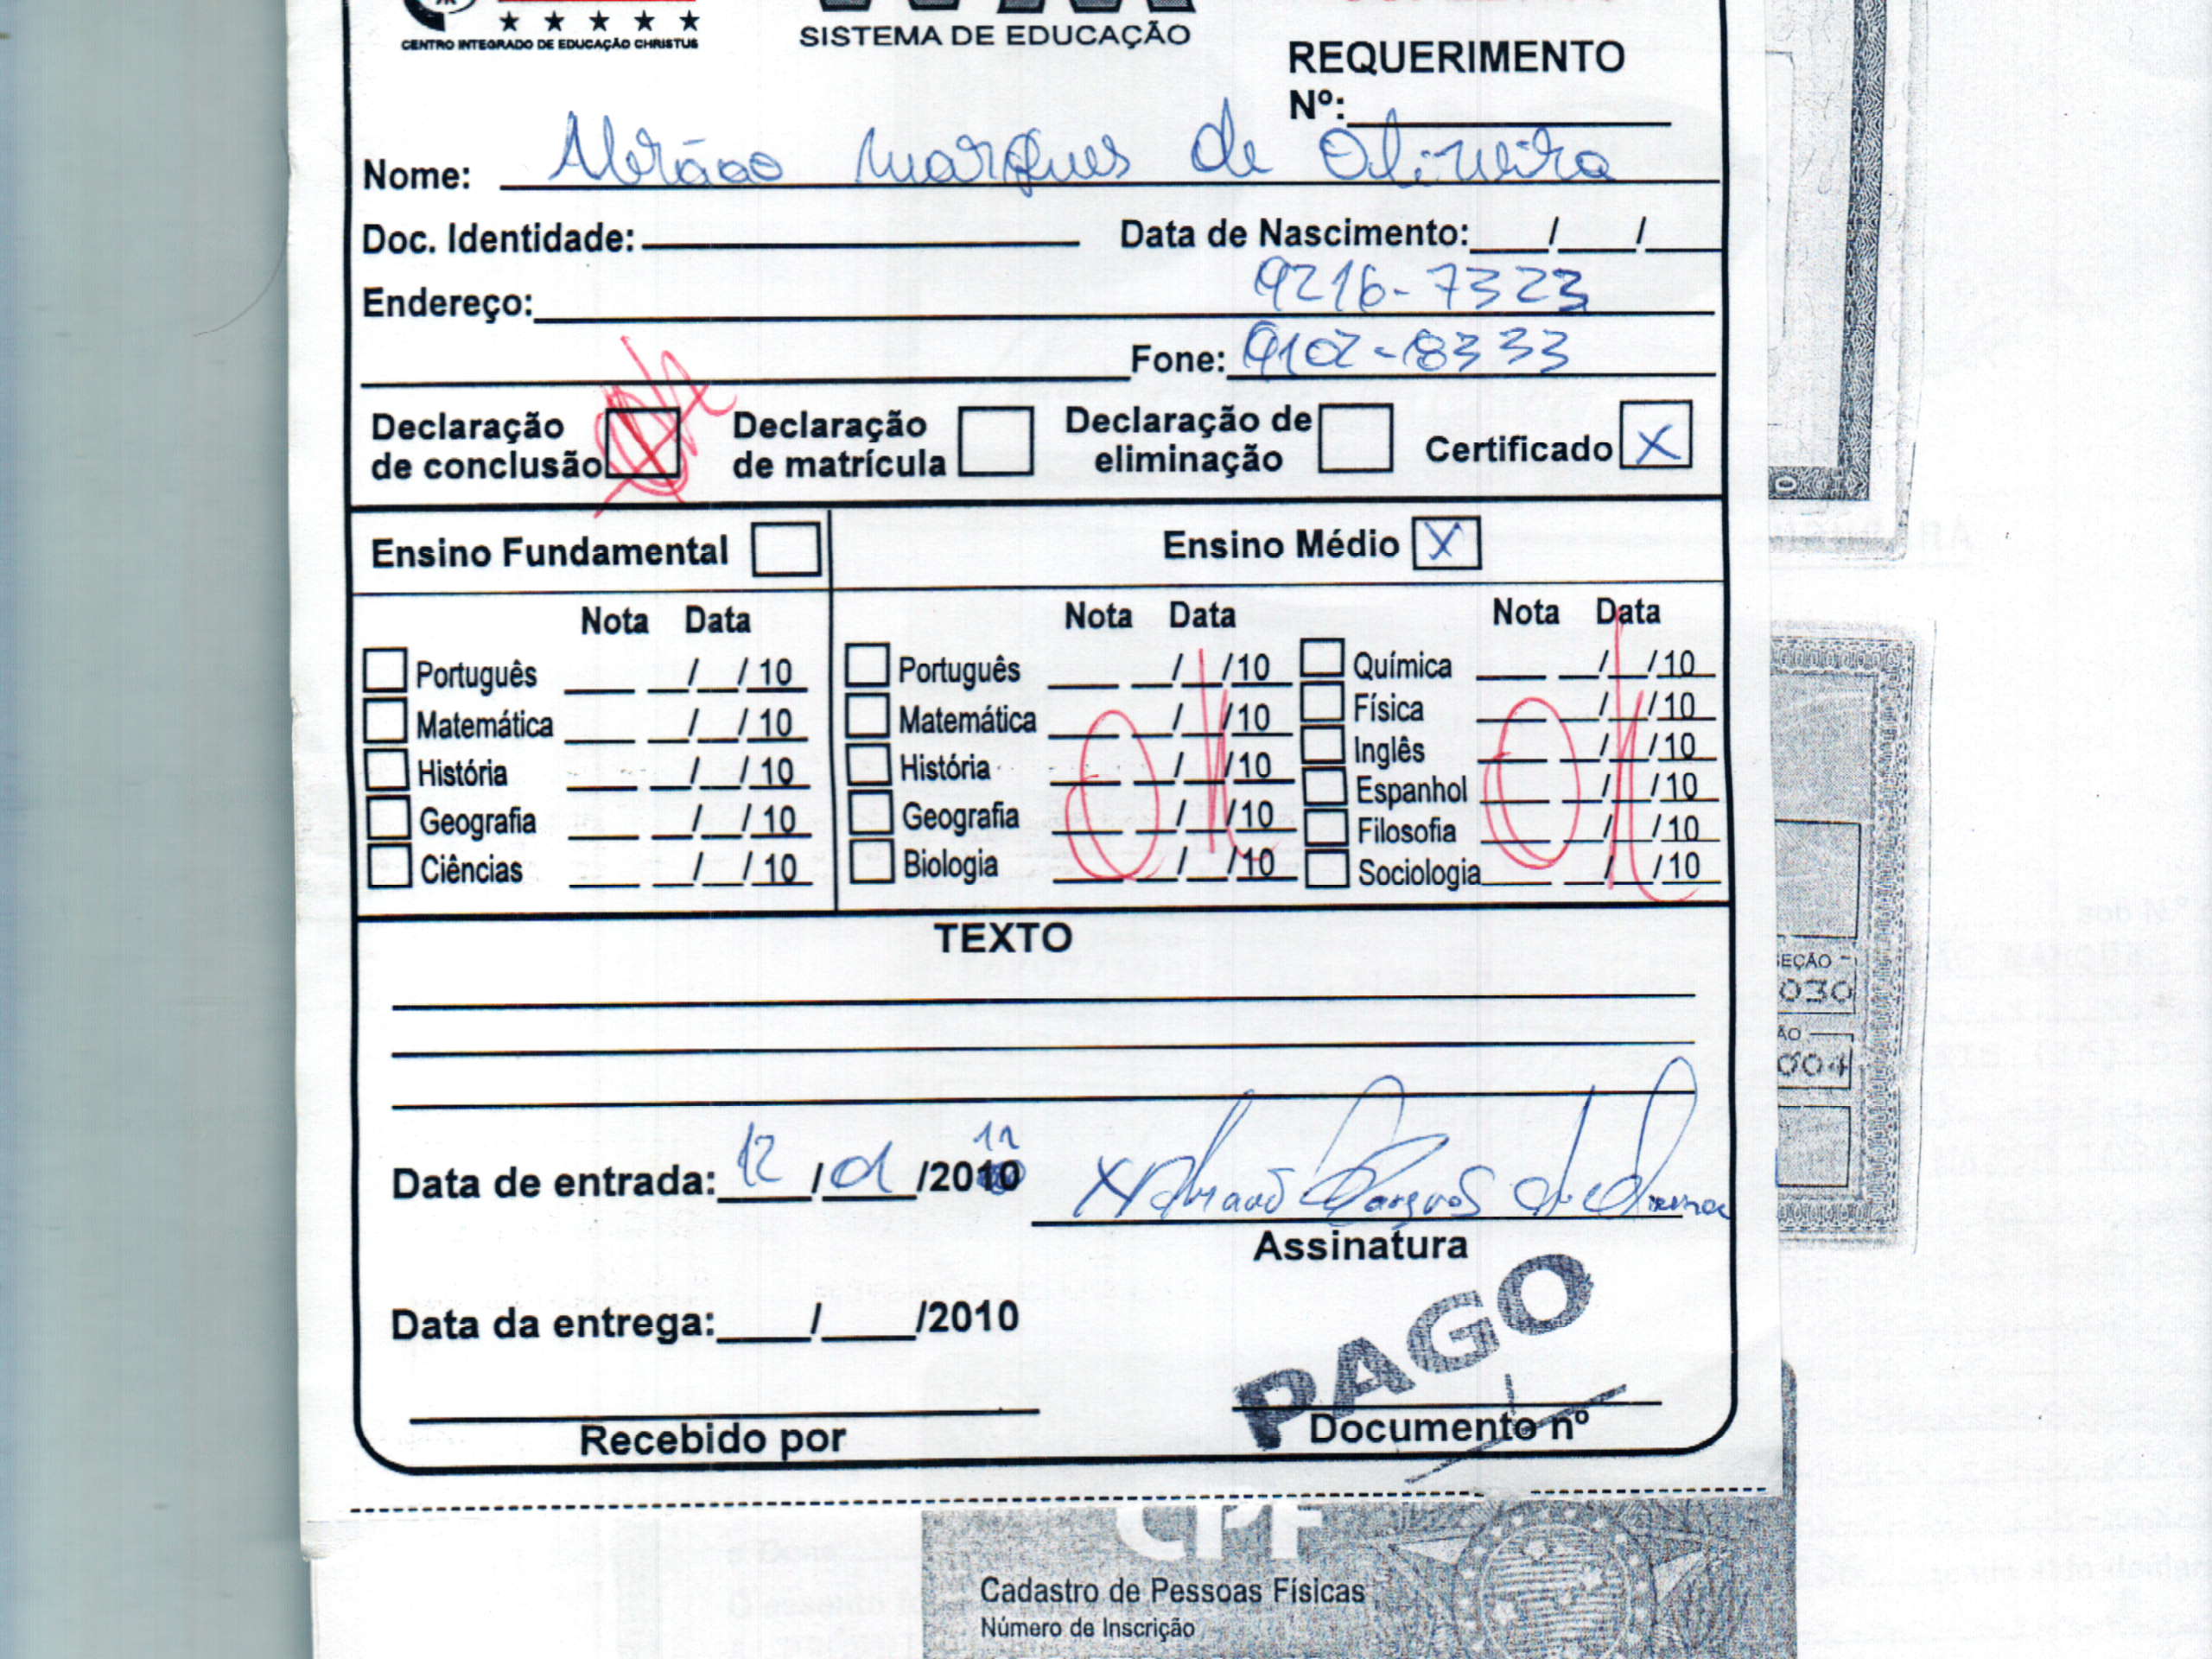 CENTRO INTEGRADO DE EDUCAÇÃO CHRISTUS
SISTEMA DE EDUCAÇÃO
REQUERIMENTO
Nº:
Nome: Abrãao Marques de Oliveira
Doc. Identidade: Data de Nascimento: / /
9216-7323
Endereço:
Fone: 9102-8333
Declaração de conclusão Declaração de matrícula Declaração de eliminação Certificado X
Ensino Fundamental Ensino Médio X
Nota Data Nota Data Nota Data
Português / /10 Português / /10 Química / /10
Matemática / /10 Matemática / /10 Física / /10
História / /10 História / /10 Inglês / /10
Geografia / /10 Geografia / /10 Espanhol / /10
Ciências / /10 Biologia / /10 Filosofia / /10
Sociologia / /10
OK OK
TEXTO
11
Data de entrada: 12/01/2010 X Abraão Marques de Oliveira
Assinatura
Data da entrega: / /2010
PAGO
Recebido por Documento nº
CPF
Cadastro de Pessoas Físicas
Número de Inscrição
SEÇÃO
030
004